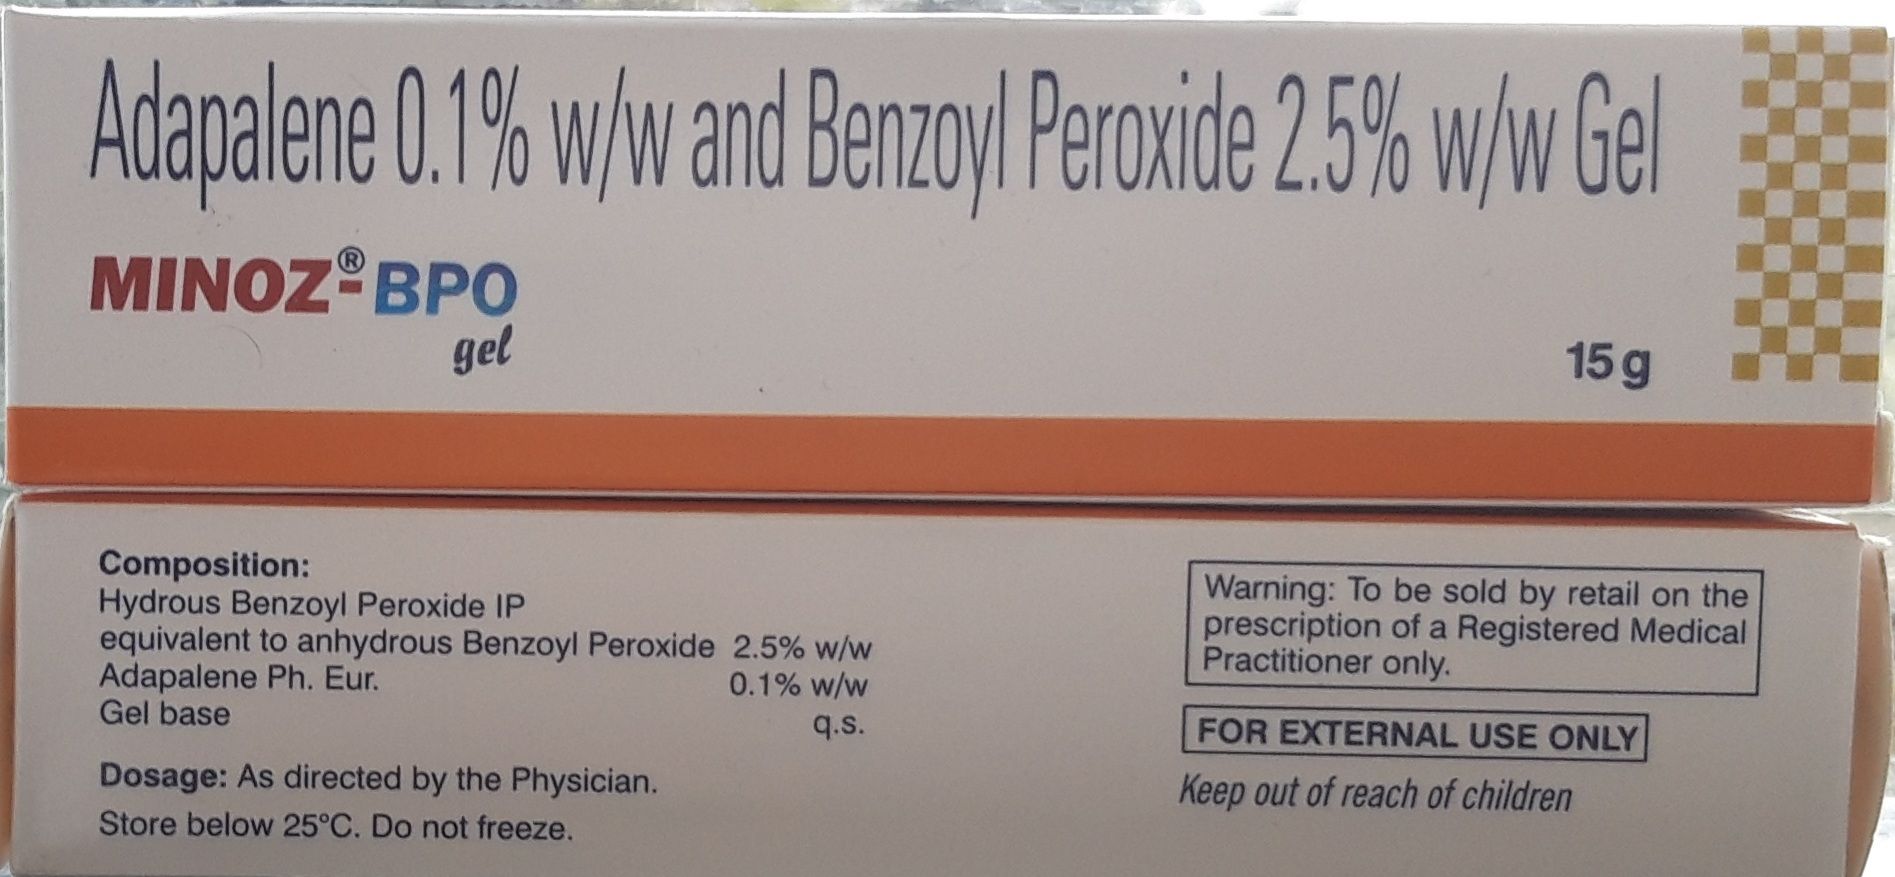 Adapalene 0.1% w/w and Benzoyl Peroxide 2.5% w/w Gel
MINOZ®-BPO
gel
15 g
Composition:
Hydrous Benzoyl Peroxide IP
equivalent to anhydrous Benzoyl Peroxide 2.5% w/w
Adapalene Ph. Eur. 0.1% w/w
Gel base q.s.
Dosage: As directed by the Physician.
Store below 25°C. Do not freeze.
Warning: To be sold by retail on the
prescription of a Registered Medical
Practitioner only.
FOR EXTERNAL USE ONLY
Keep out of reach of children